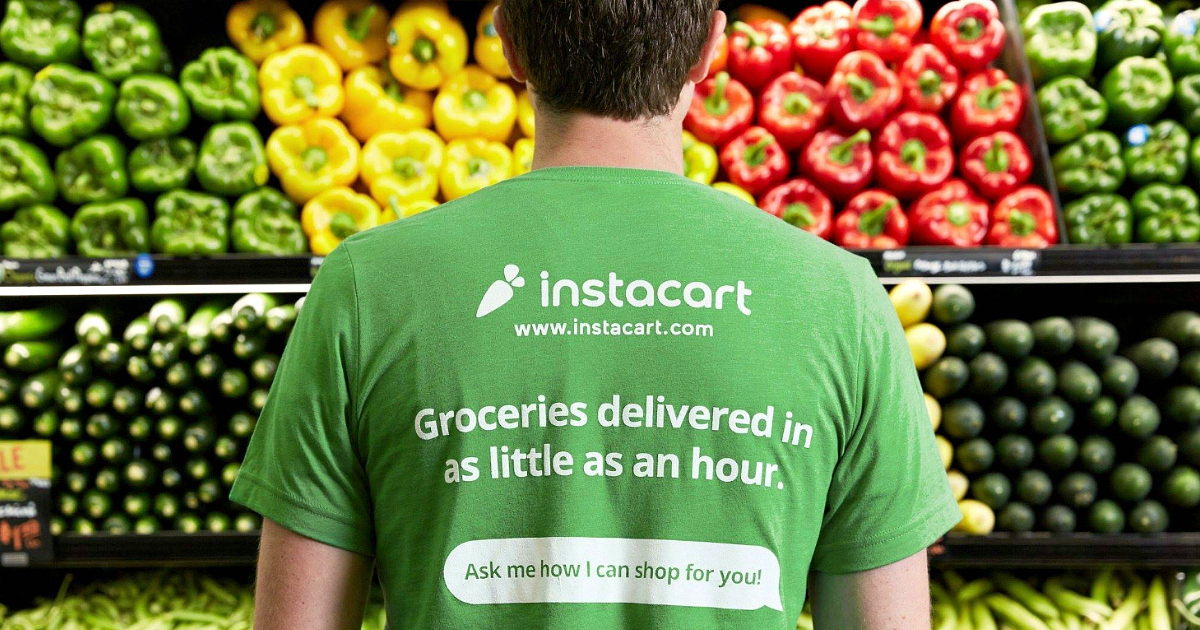 instacart
www.instacart.com
Groceries delivered in
as little as an hour.
Ask me how I can shop for you!